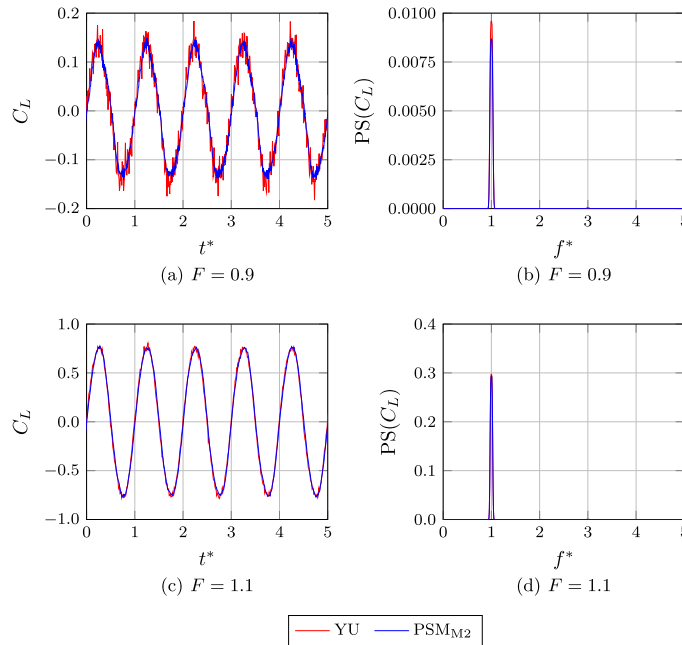 0.2
0.1
0.0
−0.1
−0.2
C_L
0 1 2 3 4 5
t*
(a) F = 0.9
0.0100
0.0075
0.0050
0.0025
0.0000
PS(C_L)
0 1 2 3 4 5
f*
(b) F = 0.9
1.0
0.5
0.0
−0.5
−1.0
C_L
0 1 2 3 4 5
t*
(c) F = 1.1
0.4
0.3
0.2
0.1
0.0
PS(C_L)
0 1 2 3 4 5
f*
(d) F = 1.1
YU PSM_M2